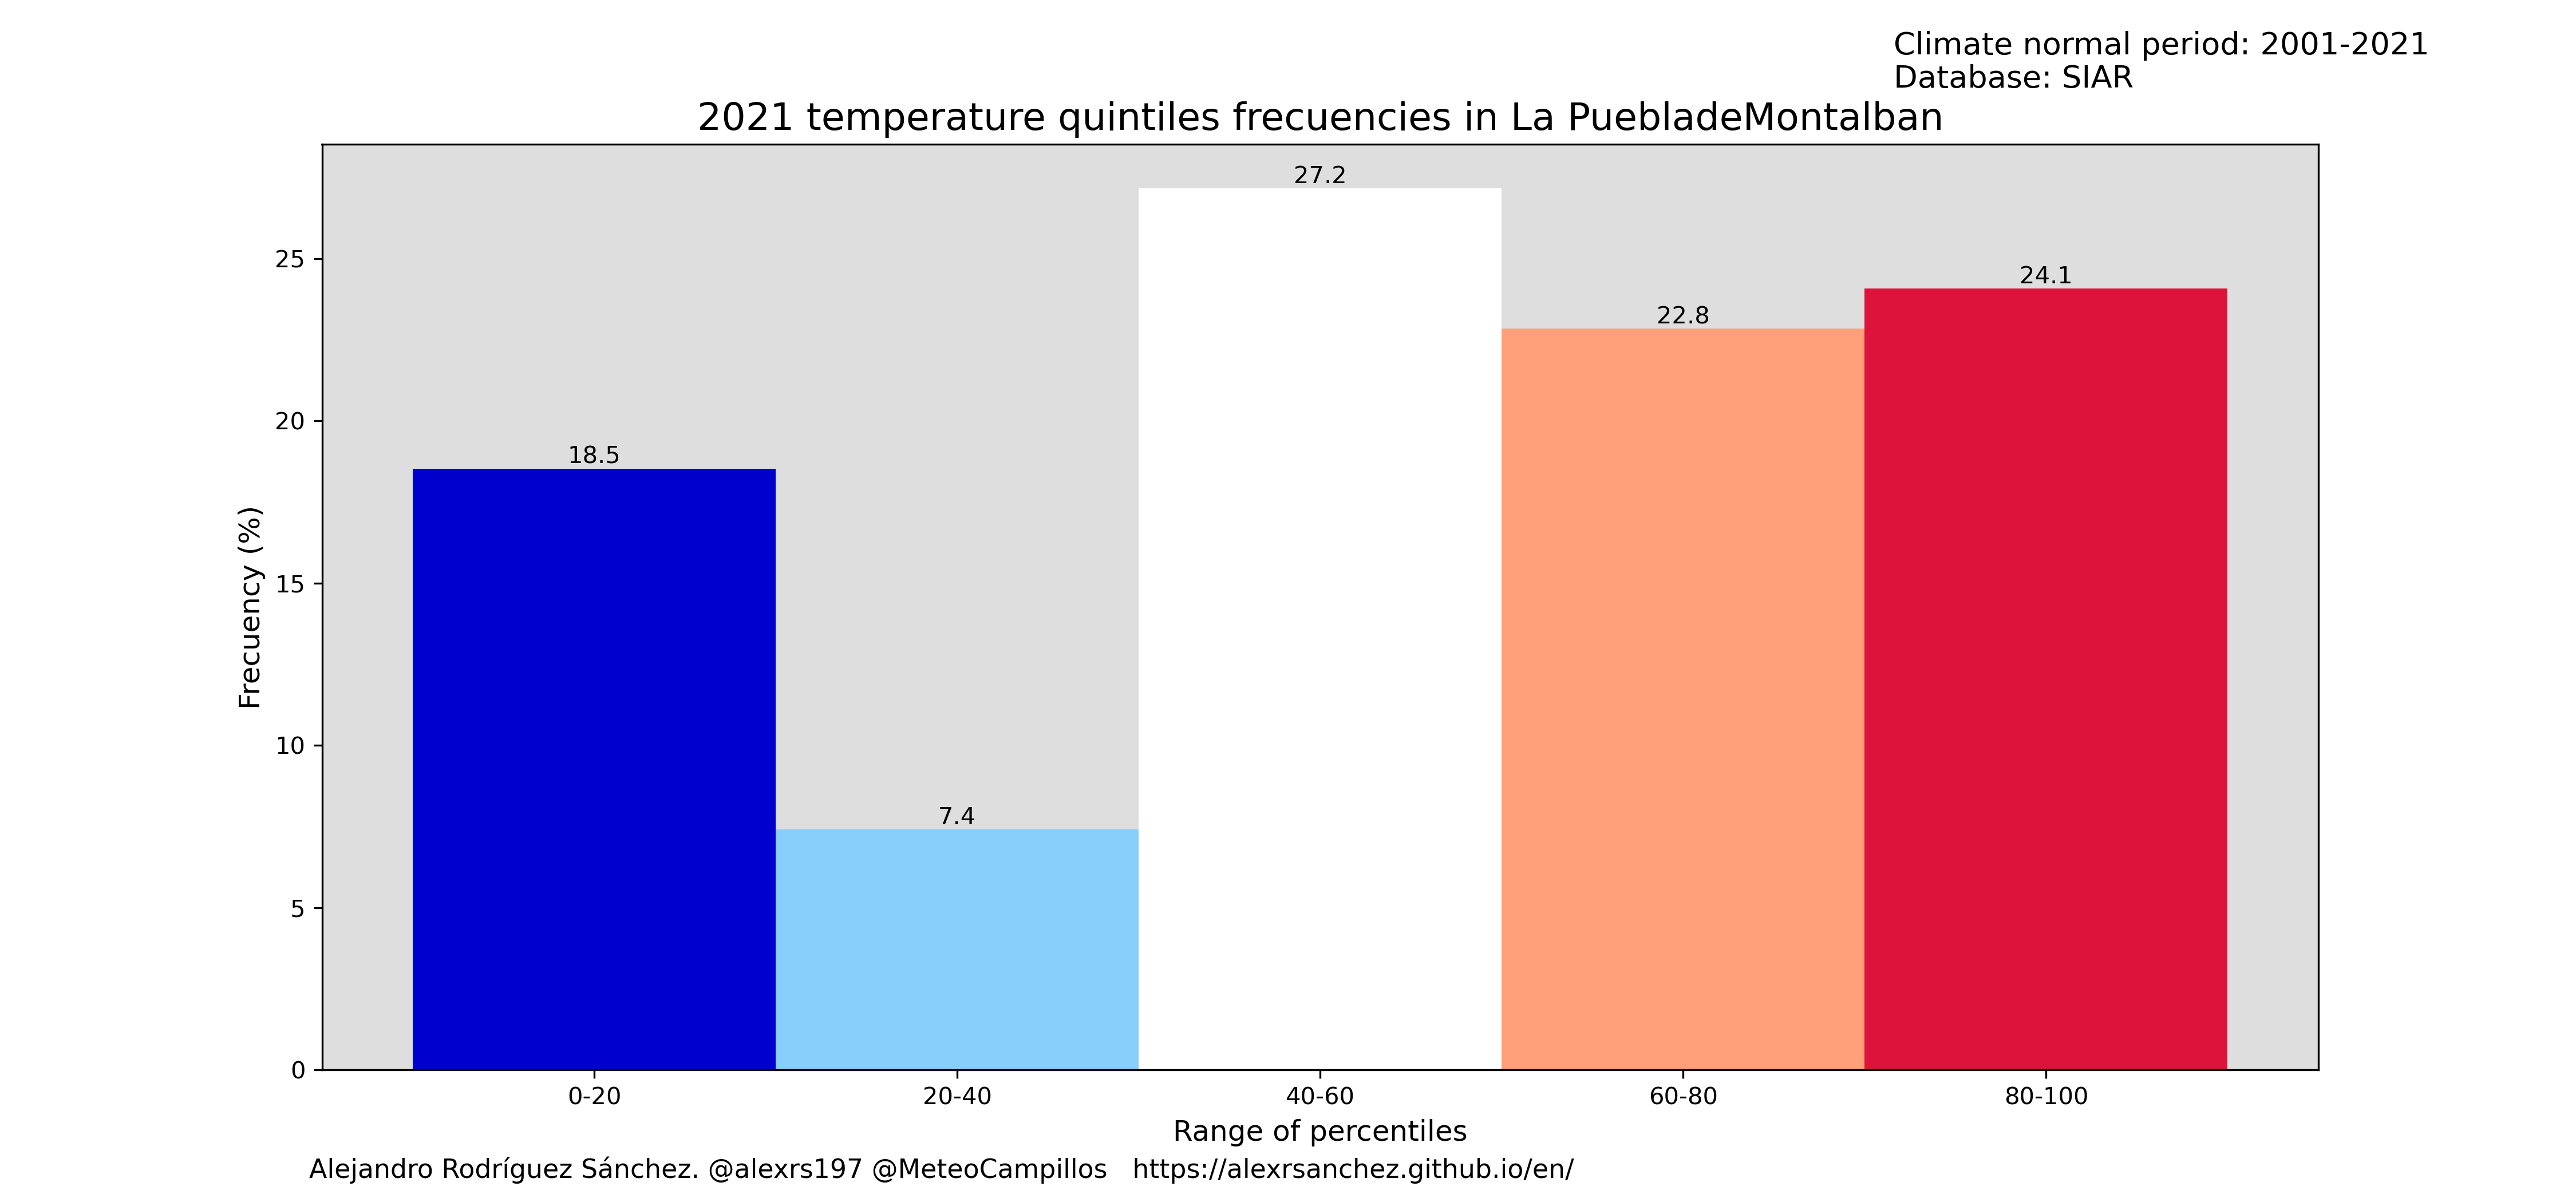 Climate normal period: 2001-2021
Database: SIAR
2021 temperature quintiles frecuencies in La PuebladeMontalban
27.2
24.1
22.8
18.5
7.4
25
20
15
10
5
0
Frecuency (%)
0-20 20-40 40-60 60-80 80-100
Range of percentiles
Alejandro Rodríguez Sánchez. @alexrs197 @MeteoCampillos https://alexrsanchez.github.io/en/